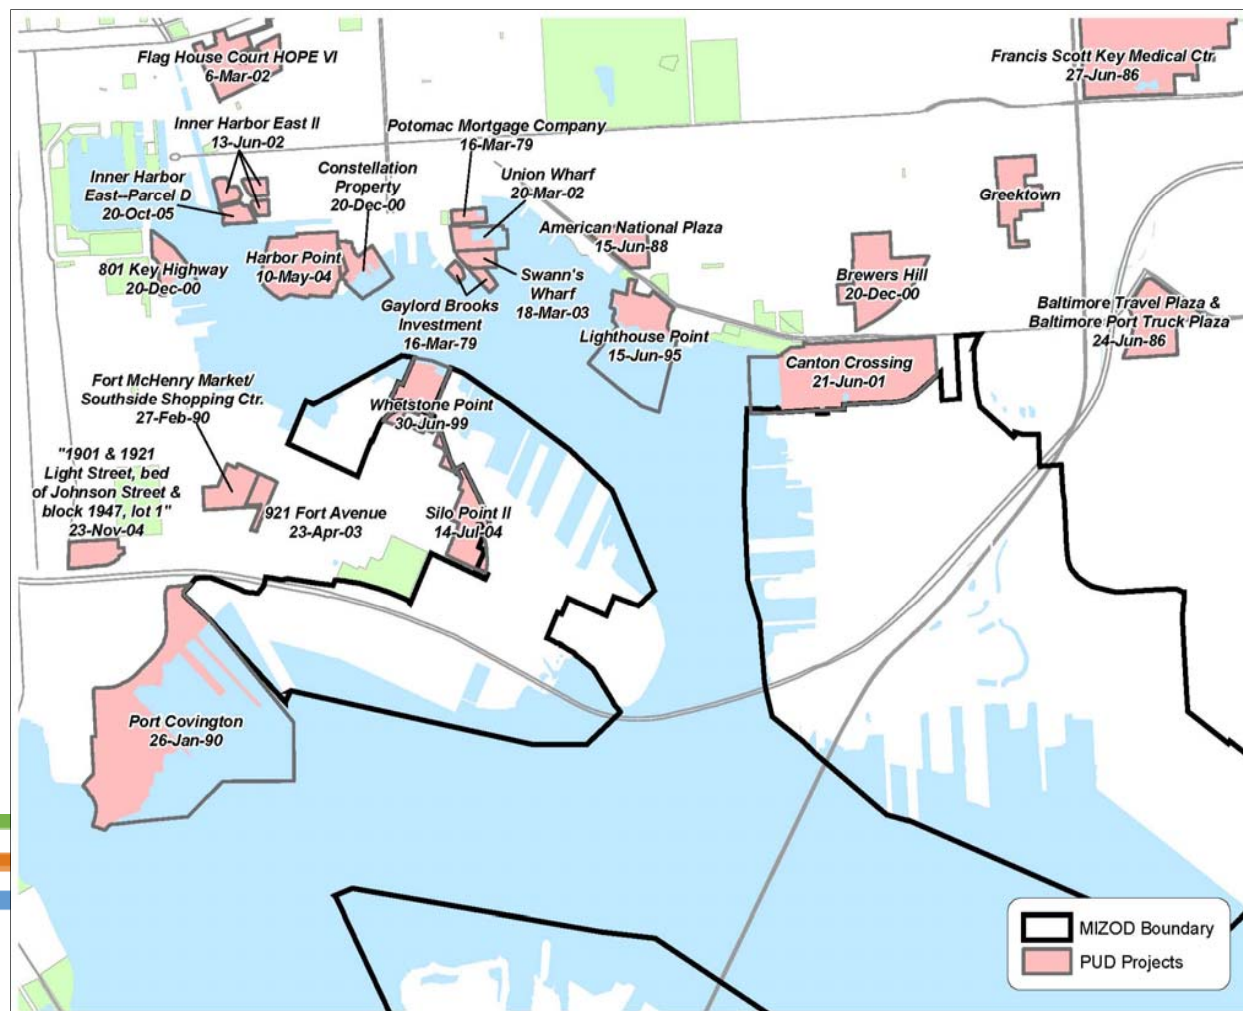 Flag House Court HOPE VI
6-Mar-02
Francis Scott Key Medical Ctr.
27-Jun-86
Inner Harbor East II
13-Jun-02
Potomac Mortgage Company
16-Mar-79
Inner Harbor
East--Parcel D
20-Oct-05
Constellation
Property
20-Dec-00
Union Wharf
20-Mar-02
Greektown
American National Plaza
15-Jun-88
801 Key Highway
20-Dec-00
Harbor Point
10-May-04
Swann's
Wharf
18-Mar-03
Brewers Hill
20-Dec-00
Gaylord Brooks
Investment
16-Mar-79
Baltimore Travel Plaza &
Baltimore Port Truck Plaza
24-Jun-86
Lighthouse Point
15-Jun-95
Canton Crossing
21-Jun-01
Fort McHenry Market/
Southside Shopping Ctr.
27-Feb-90
Whetstone Point
30-Jun-99
"1901 & 1921
Light Street, bed
of Johnson Street &
block 1947, lot 1"
23-Nov-04
921 Fort Avenue
23-Apr-03
Silo Point II
14-Jul-04
Port Covington
26-Jan-90
MIZOD Boundary
PUD Projects